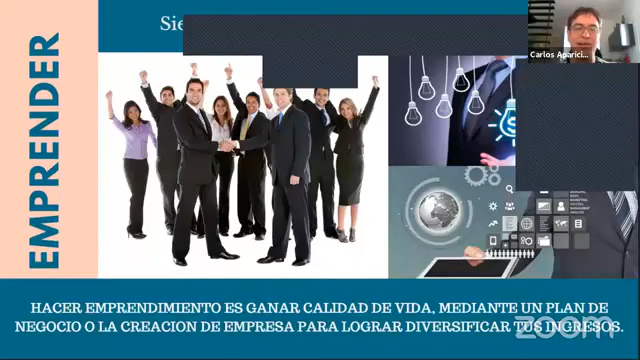 Sie
Carlos Aparici...
EMPRENDER
HACER EMPRENDIMIENTO ES GANAR CALIDAD DE VIDA, MEDIANTE UN PLAN DE
NEGOCIO O LA CREACION DE EMPRESA PARA LOGRAR DIVERSIFICAR TUS INGRESOS.
zoom